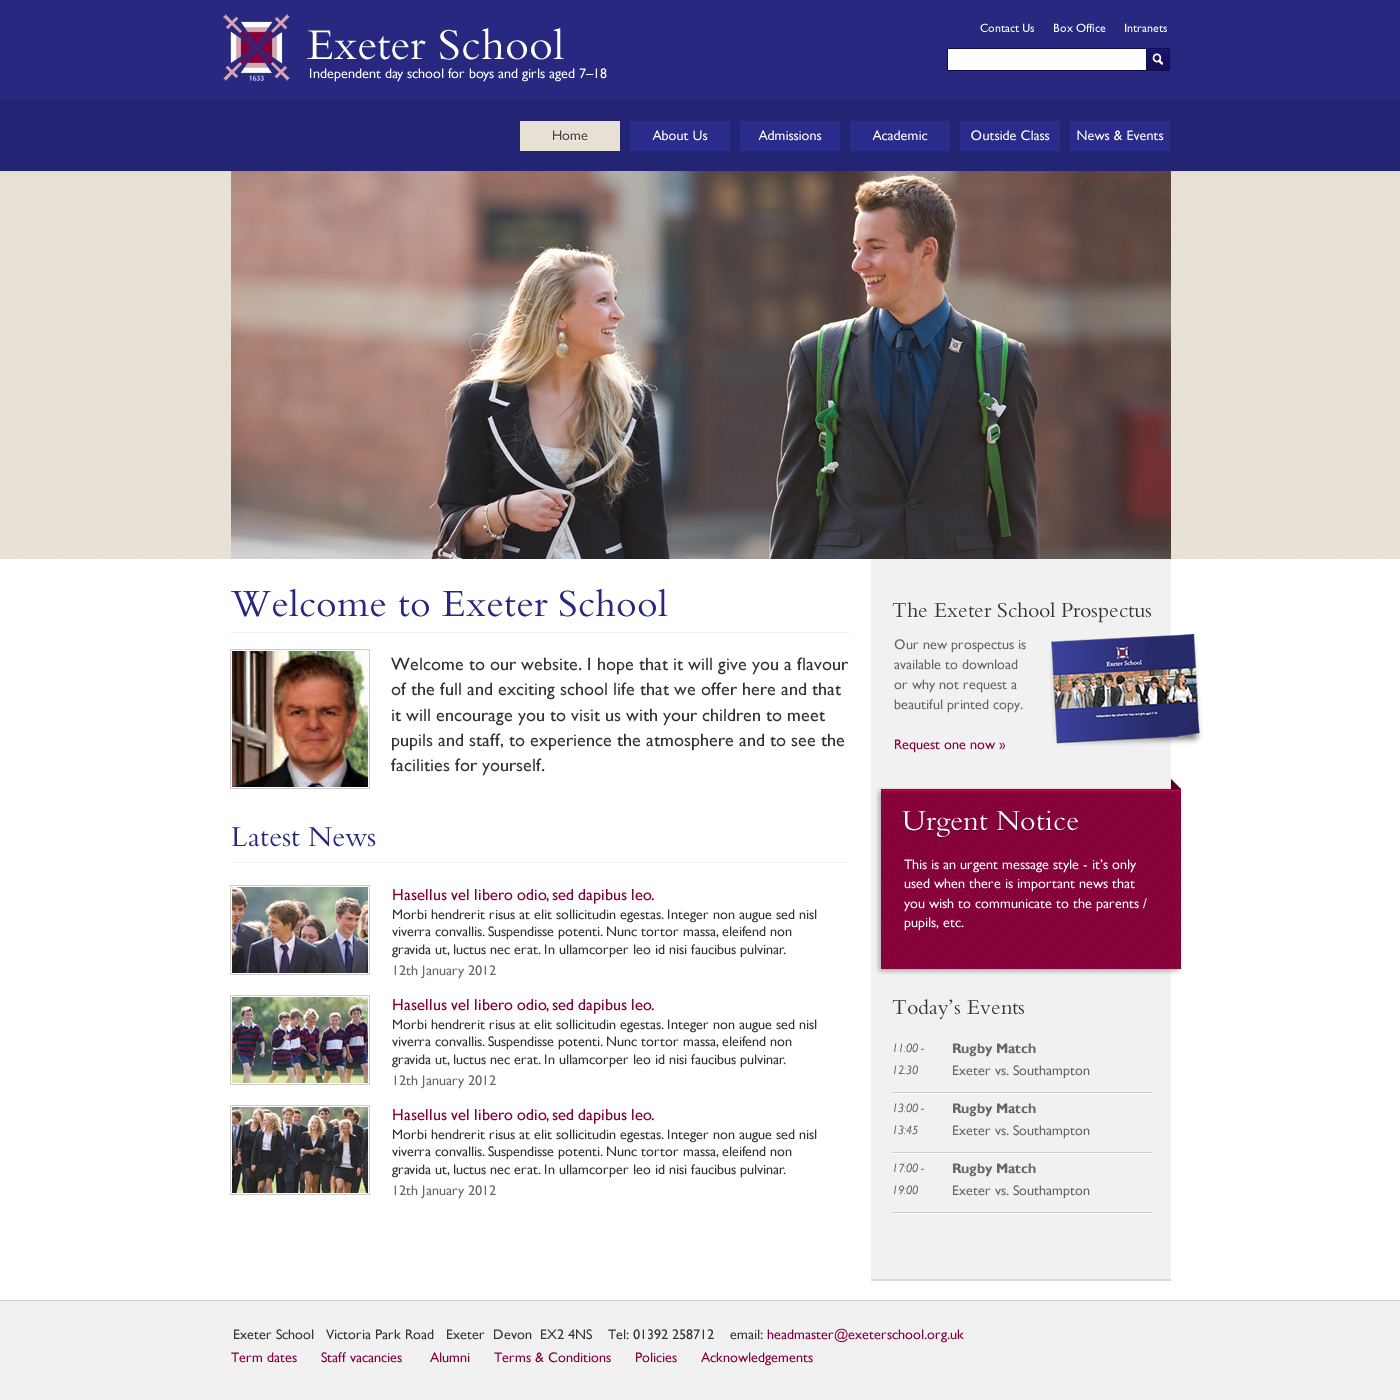 1633
Exeter School
Independent day school for boys and girls aged 7–18
Contact Us Box Office Intranets
Home About Us Admissions Academic Outside Class News & Events
Welcome to Exeter School
Welcome to our website. I hope that it will give you a flavour
of the full and exciting school life that we offer here and that
it will encourage you to visit us with your children to meet
pupils and staff, to experience the atmosphere and to see the
facilities for yourself.
Latest News
Hasellus vel libero odio, sed dapibus leo.
Morbi hendrerit risus at elit sollicitudin egestas. Integer non augue sed nisl
viverra convallis. Suspendisse potenti. Nunc tortor massa, eleifend non
gravida ut, luctus nec erat. In ullamcorper leo id nisi faucibus pulvinar.
12th January 2012
Hasellus vel libero odio, sed dapibus leo.
Morbi hendrerit risus at elit sollicitudin egestas. Integer non augue sed nisl
viverra convallis. Suspendisse potenti. Nunc tortor massa, eleifend non
gravida ut, luctus nec erat. In ullamcorper leo id nisi faucibus pulvinar.
12th January 2012
Hasellus vel libero odio, sed dapibus leo.
Morbi hendrerit risus at elit sollicitudin egestas. Integer non augue sed nisl
viverra convallis. Suspendisse potenti. Nunc tortor massa, eleifend non
gravida ut, luctus nec erat. In ullamcorper leo id nisi faucibus pulvinar.
12th January 2012
The Exeter School Prospectus
Our new prospectus is
available to download
or why not request a
beautiful printed copy.
Request one now »
Exeter School
Independent day school for boys and girls aged 7–18
Urgent Notice
This is an urgent message style - it's only
used when there is important news that
you wish to communicate to the parents /
pupils, etc.
Today's Events
11:00 - Rugby Match
12:30 Exeter vs. Southampton
13:00 - Rugby Match
13:45 Exeter vs. Southampton
17:00 - Rugby Match
19:00 Exeter vs. Southampton
Exeter School Victoria Park Road Exeter Devon EX2 4NS Tel: 01392 258712 email: headmaster@exeterschool.org.uk
Term dates Staff vacancies Alumni Terms & Conditions Policies Acknowledgements